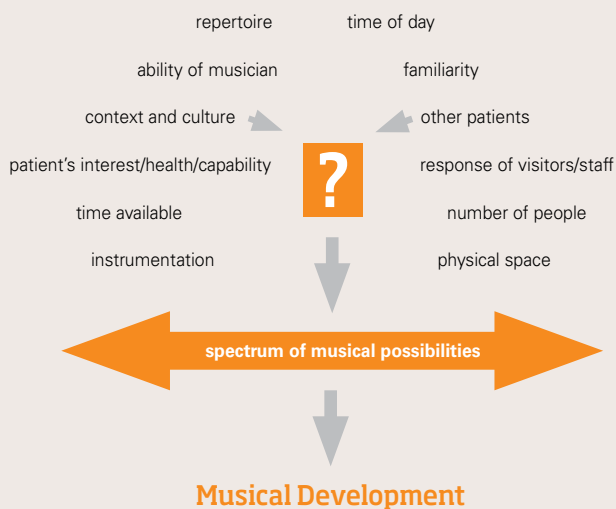 repertoire time of day
ability of musician familiarity
context and culture other patients
patient's interest/health/capability ? response of visitors/staff
time available number of people
instrumentation physical space
spectrum of musical possibilities
Musical Development